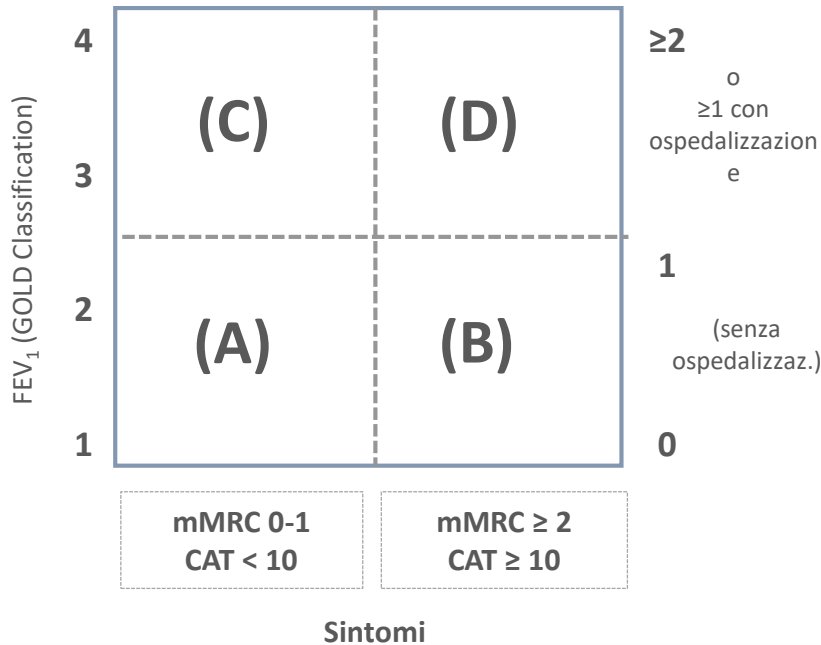 4
3
2
1
FEV1 (GOLD Classification)
(C)
(D)
(A)
(B)
≥2
o
≥1 con
ospedalizzazion
e
1
(senza
ospedalizzaz.)
0
mMRC 0-1
CAT < 10
mMRC ≥ 2
CAT ≥ 10
Sintomi